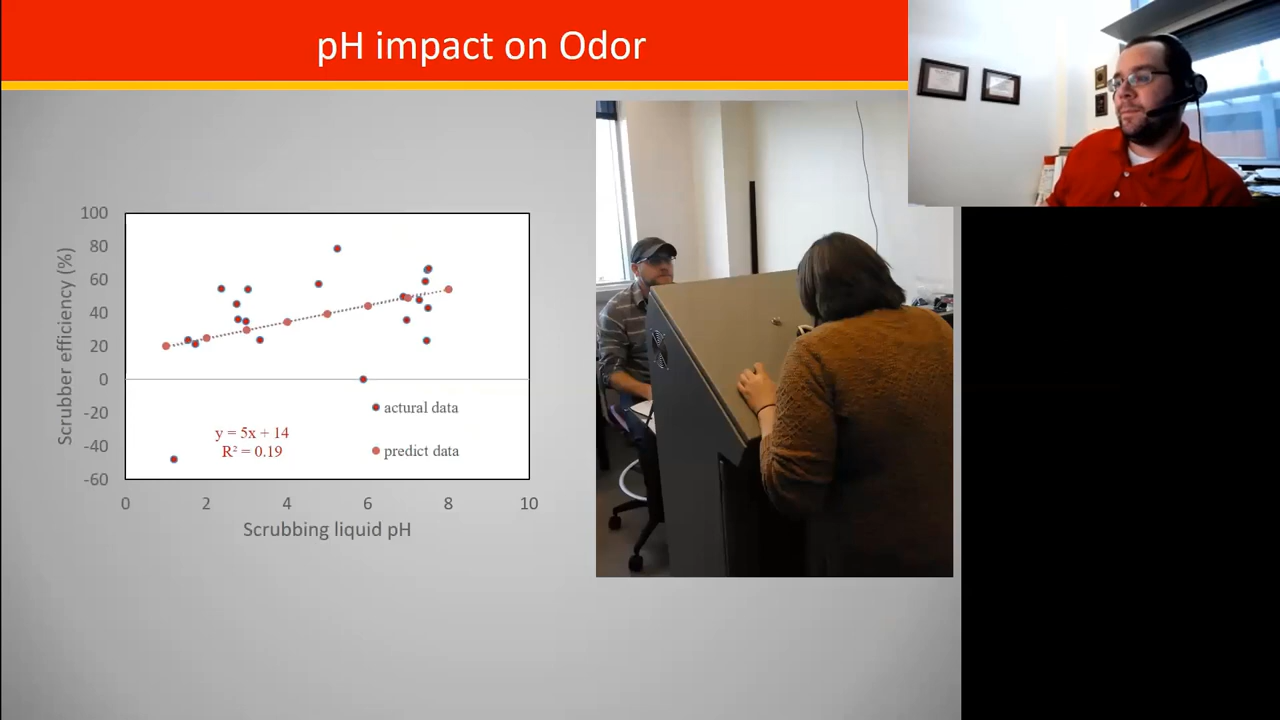 pH impact on Odor
100
80
60
40
20
0
-20
-40
-60
Scrubber efficiency (%)
actural data
y = 5x + 14
R² = 0.19
predict data
0 2 4 6 8 10
Scrubbing liquid pH